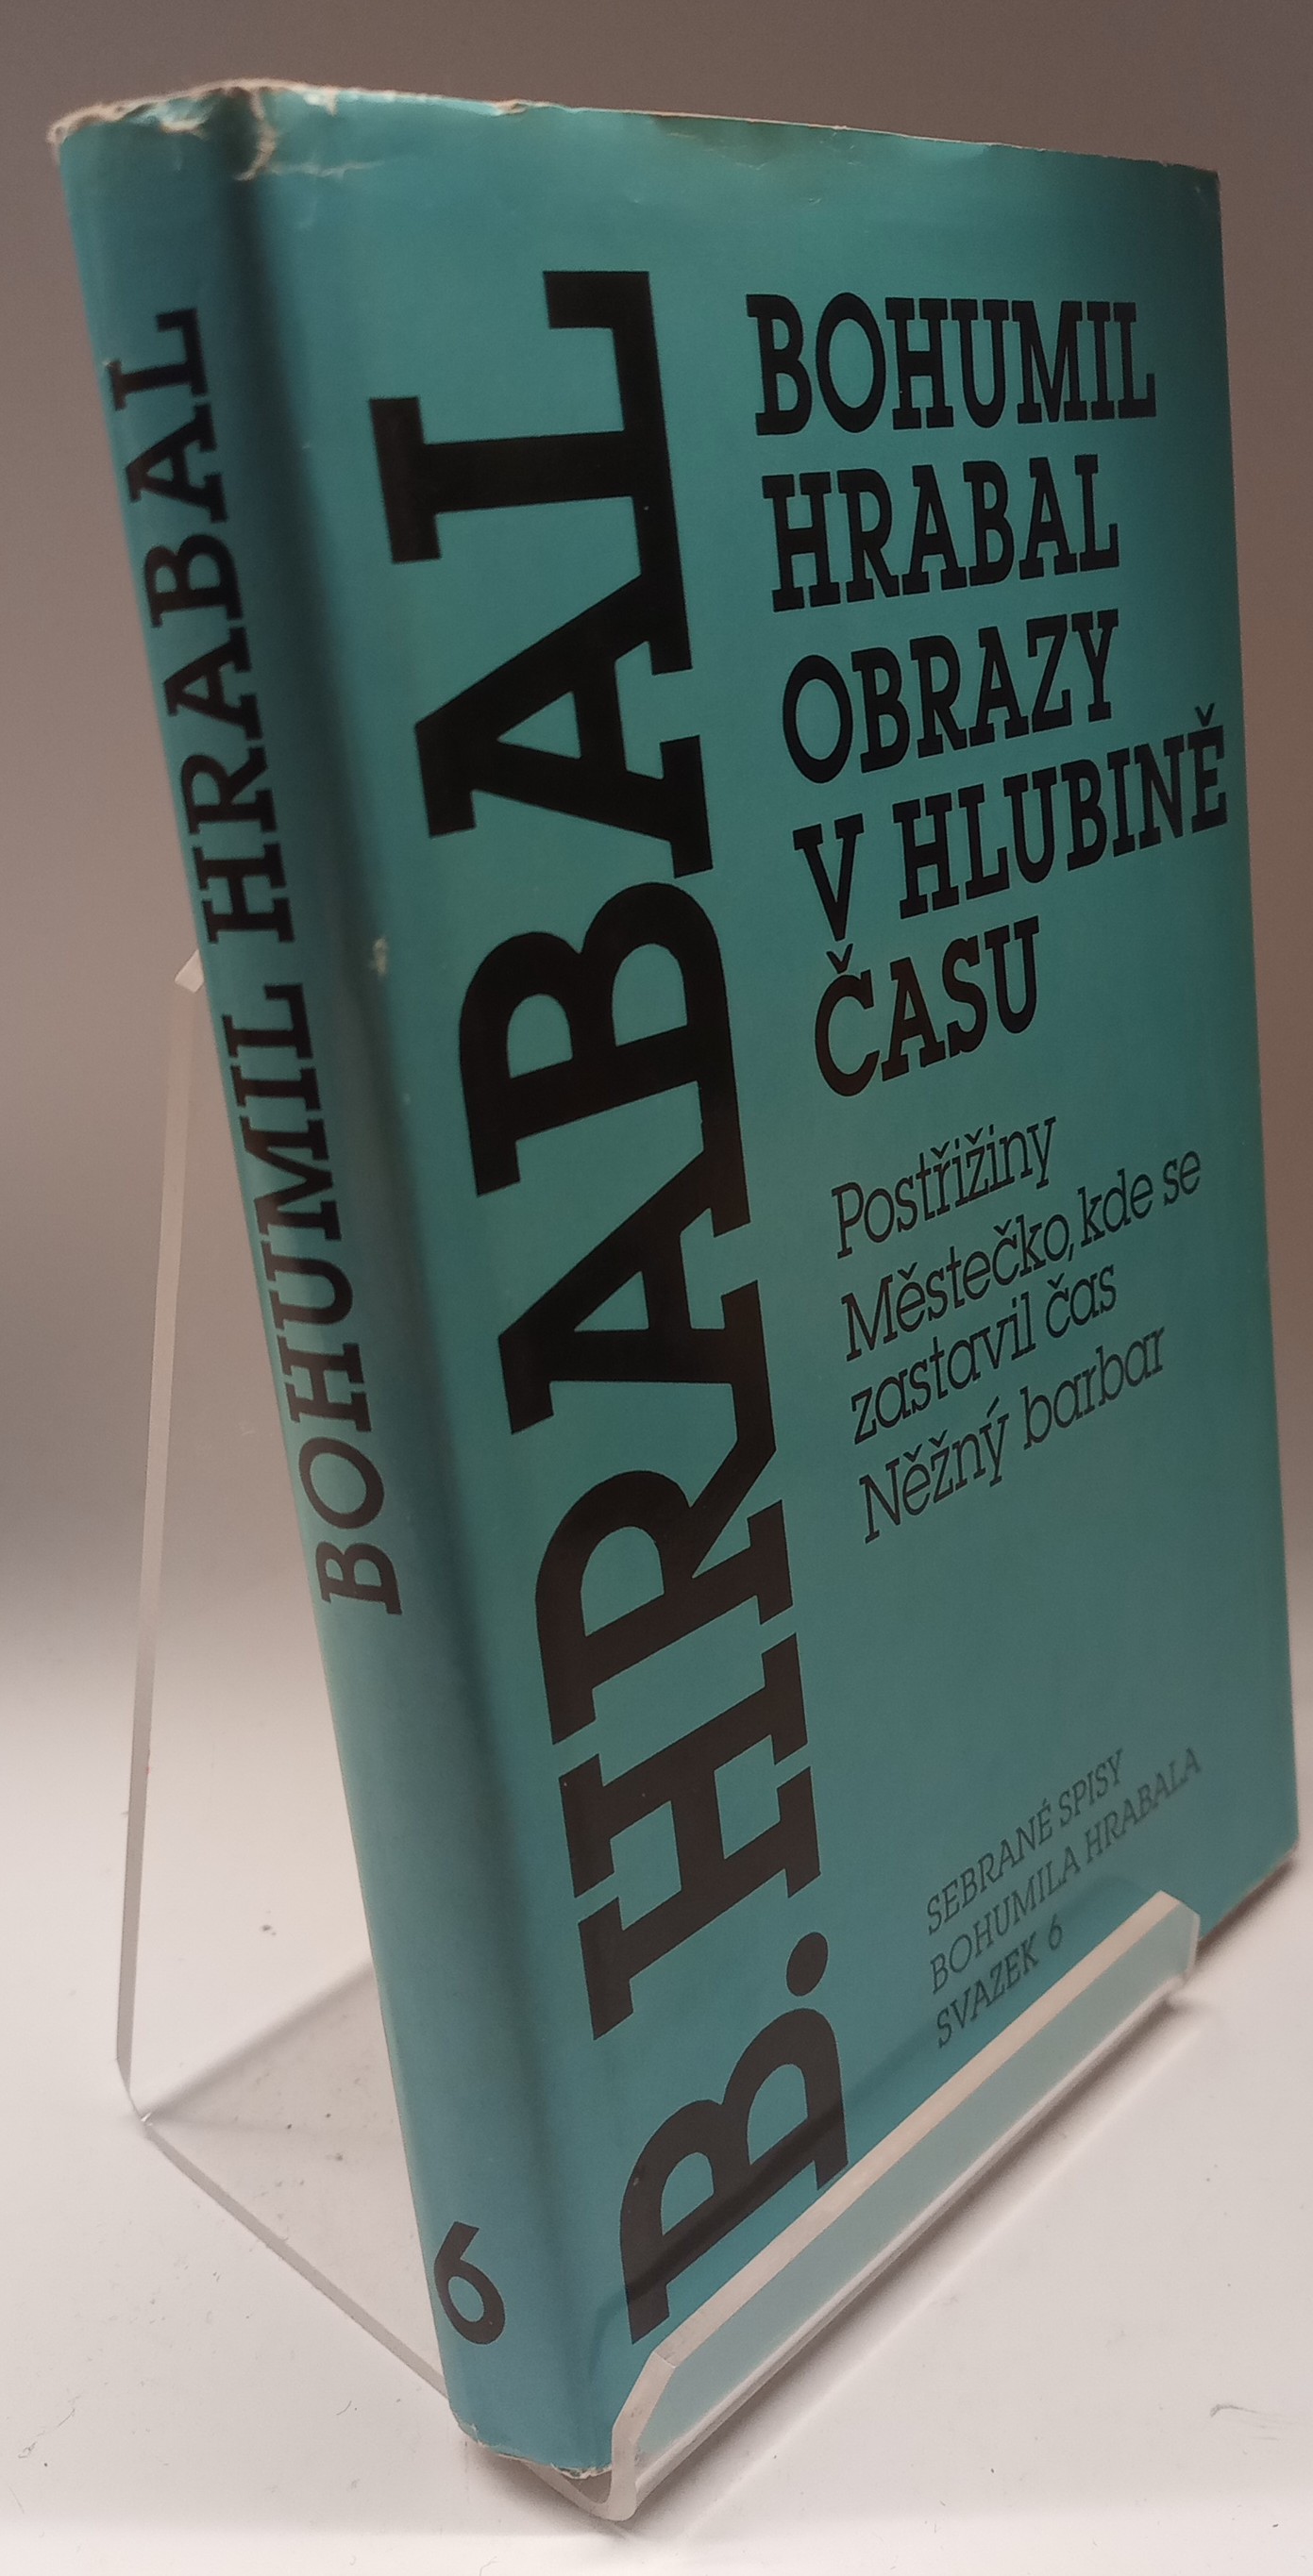 BOHUMIL HRABAL
6
B. HRABAL
BOHUMIL
HRABAL
OBRAZY
V HLUBINĚ
ČASU
Postřižiny
Městečko, kde se
zastavil čas
Něžný barbar
SEBRANÉ SPISY
BOHUMILA HRABALA
SVAZEK 6